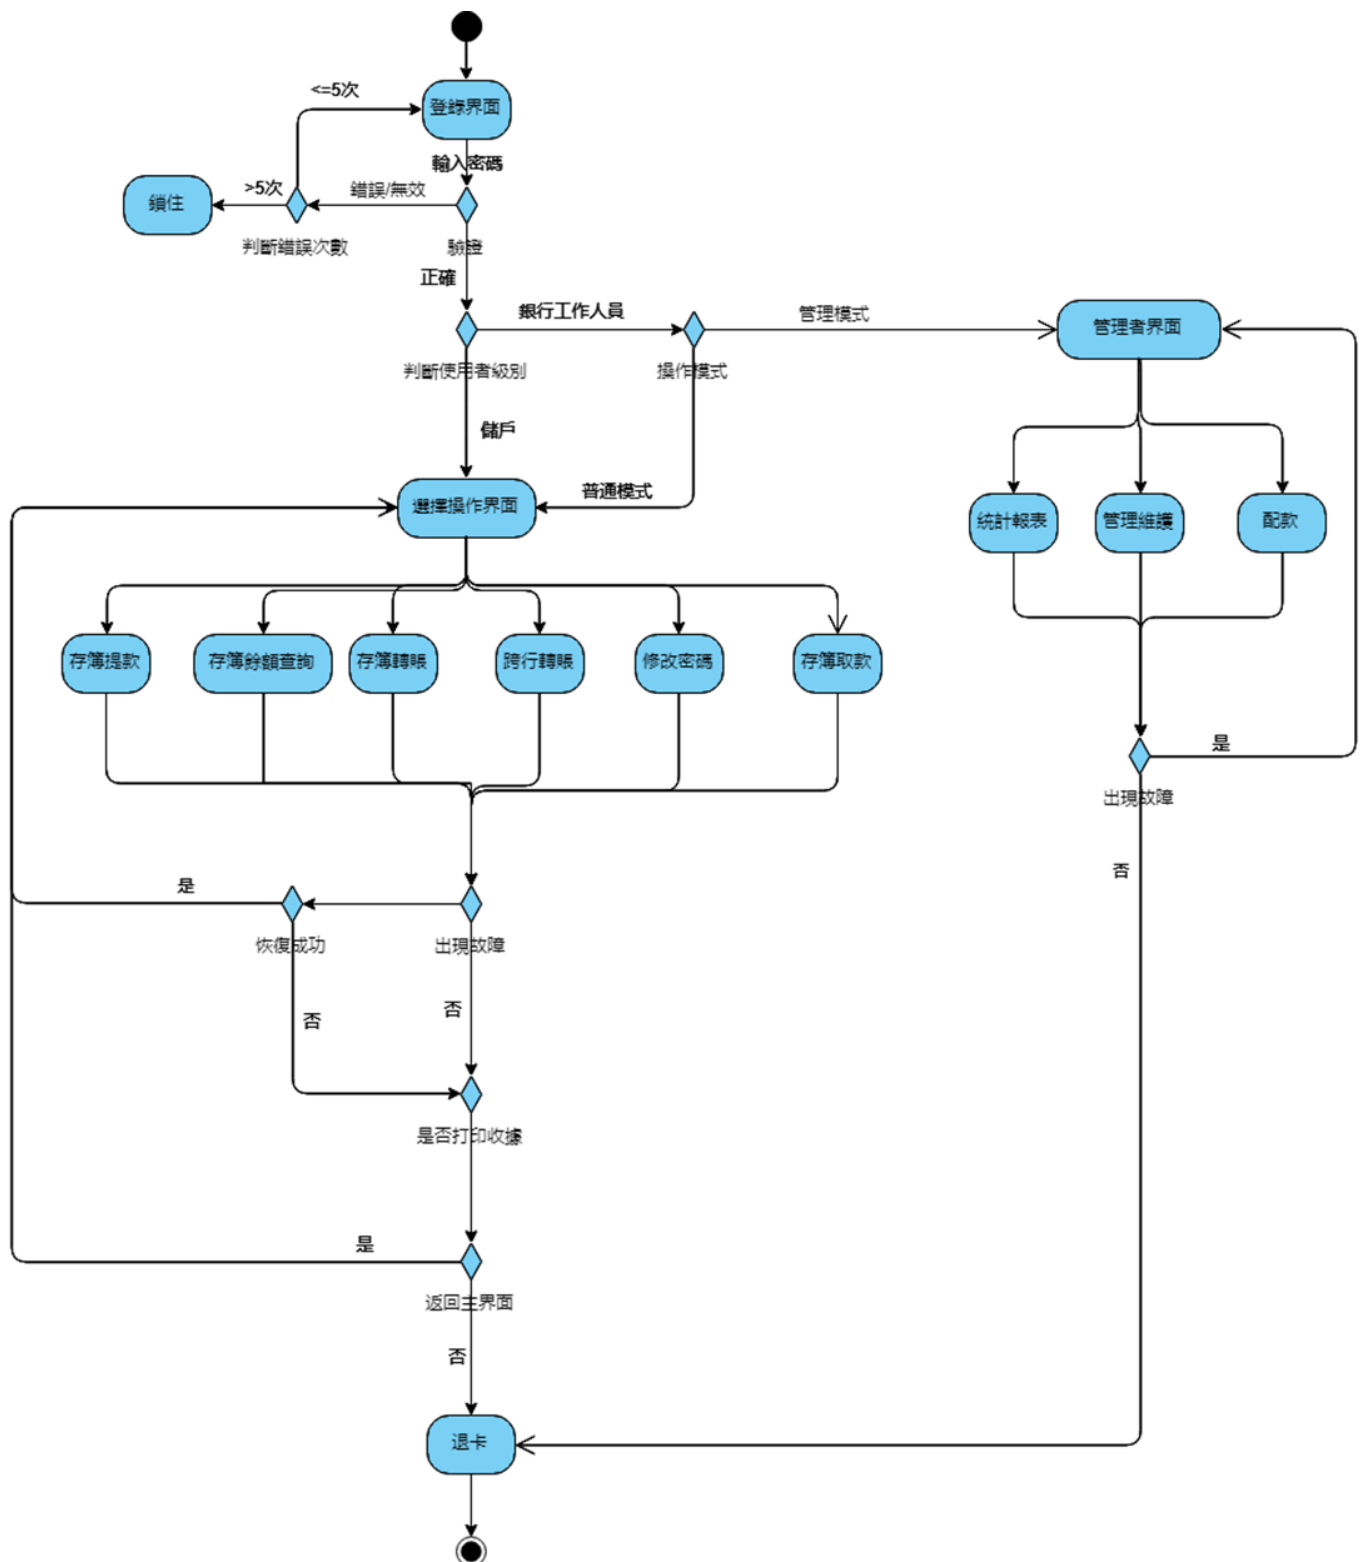 <=5次
登錄界面
輸入密碼
>5次
錯誤/無效
鎖住
判斷錯誤次數
驗證
正確
銀行工作人員
管理模式
管理者界面
判斷使用者級別
操作模式
儲戶
普通模式
選擇操作界面
統計報表
管理維護
配款
存簿提款
存簿餘額查詢
存簿轉賬
跨行轉賬
修改密碼
存簿取款
是
出現故障
否
是
恢復成功
出現故障
否
否
是否打印收據
是
返回主界面
否
退卡